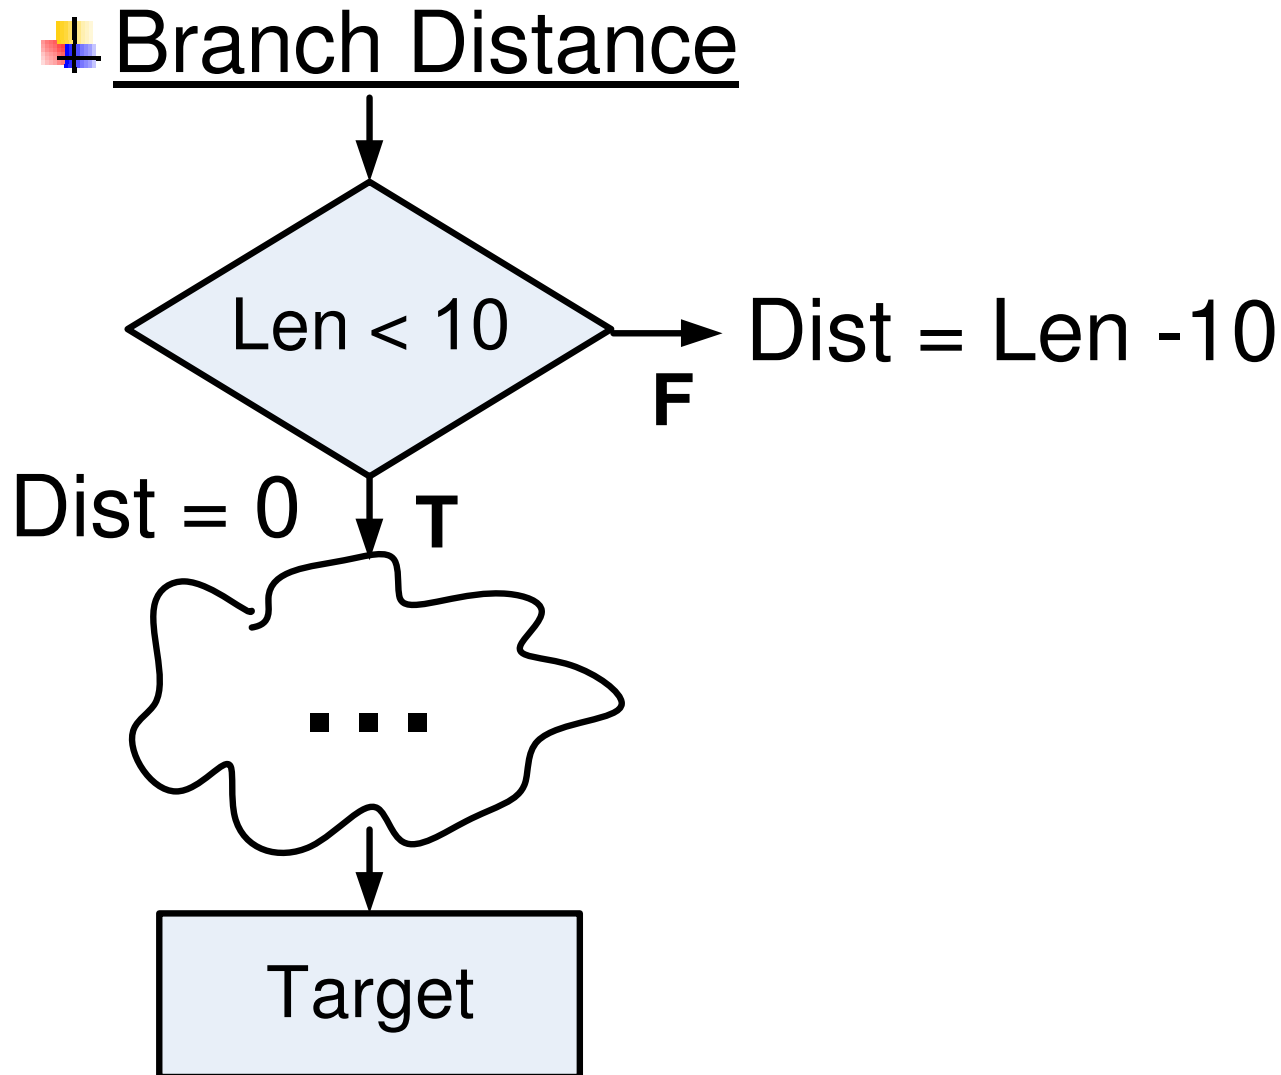 Branch Distance
Len < 10
Dist = Len -10
F
Dist = 0
T
...
Target